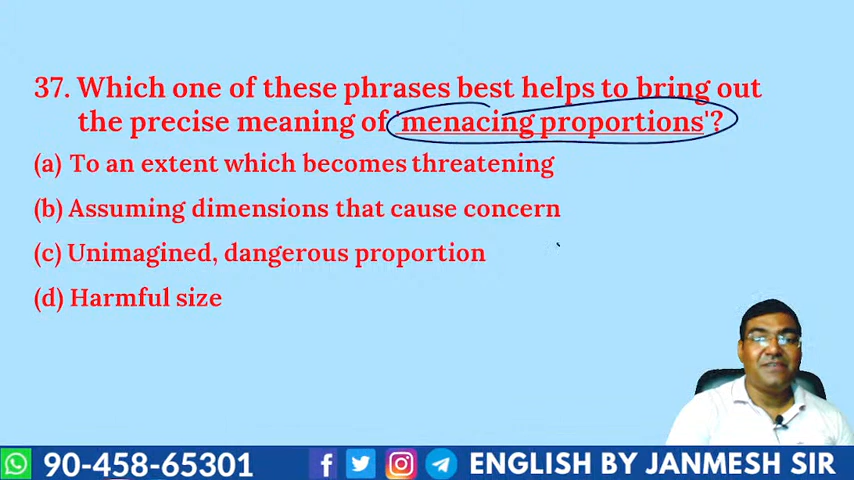 37. Which one of these phrases best helps to bring out
the precise meaning of 'menacing proportions'?
(a) To an extent which becomes threatening
(b) Assuming dimensions that cause concern
(c) Unimagined, dangerous proportion
(d) Harmful size
90-458-65301 f ENGLISH BY JANMESH SIR